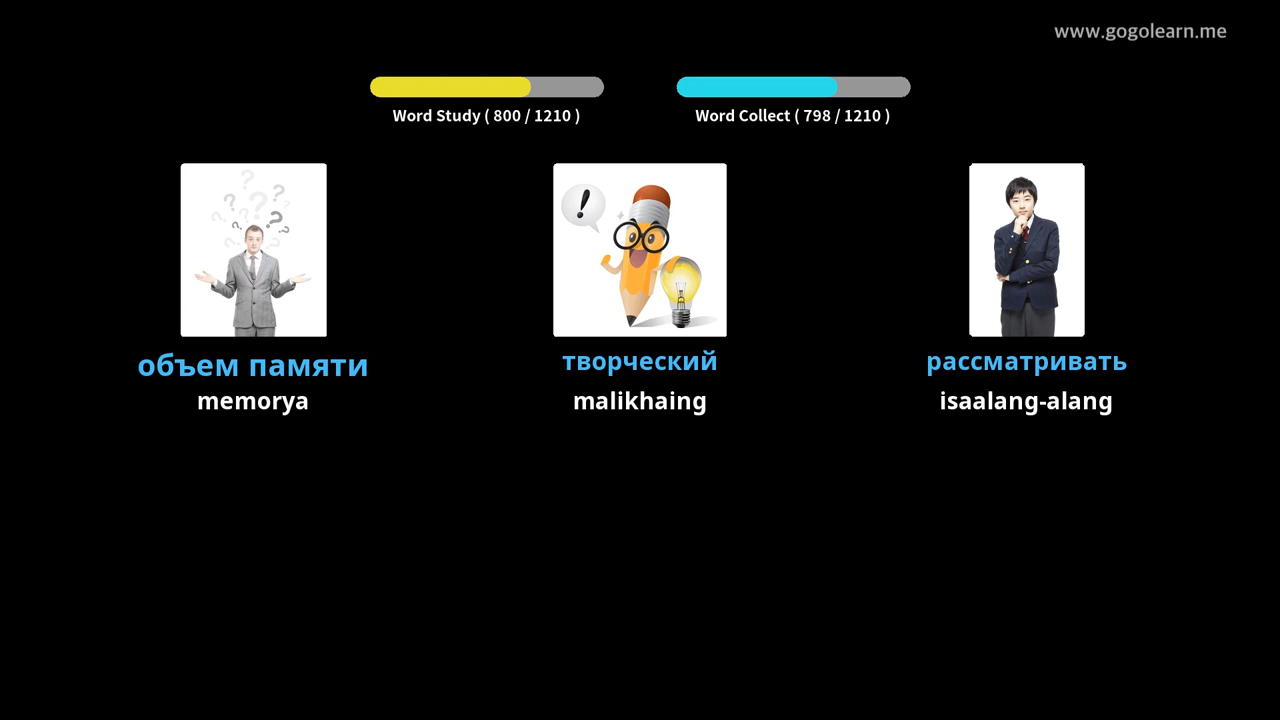 www.gogolearn.me
Word Study ( 800 / 1210 )
Word Collect ( 798 / 1210 )
объем памяти
memorya
творческий
malikhaing
рассматривать
isaalang-alang